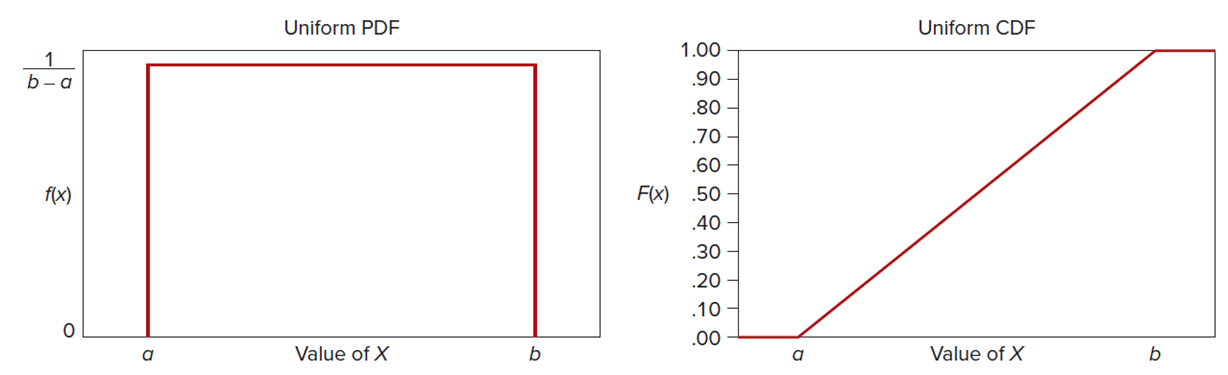 Uniform PDF
1
b – a
f(x)
0
a
Value of X
b
Uniform CDF
1.00
.90
.80
.70
.60
F(x)
.50
.40
.30
.20
.10
.00
a
Value of X
b